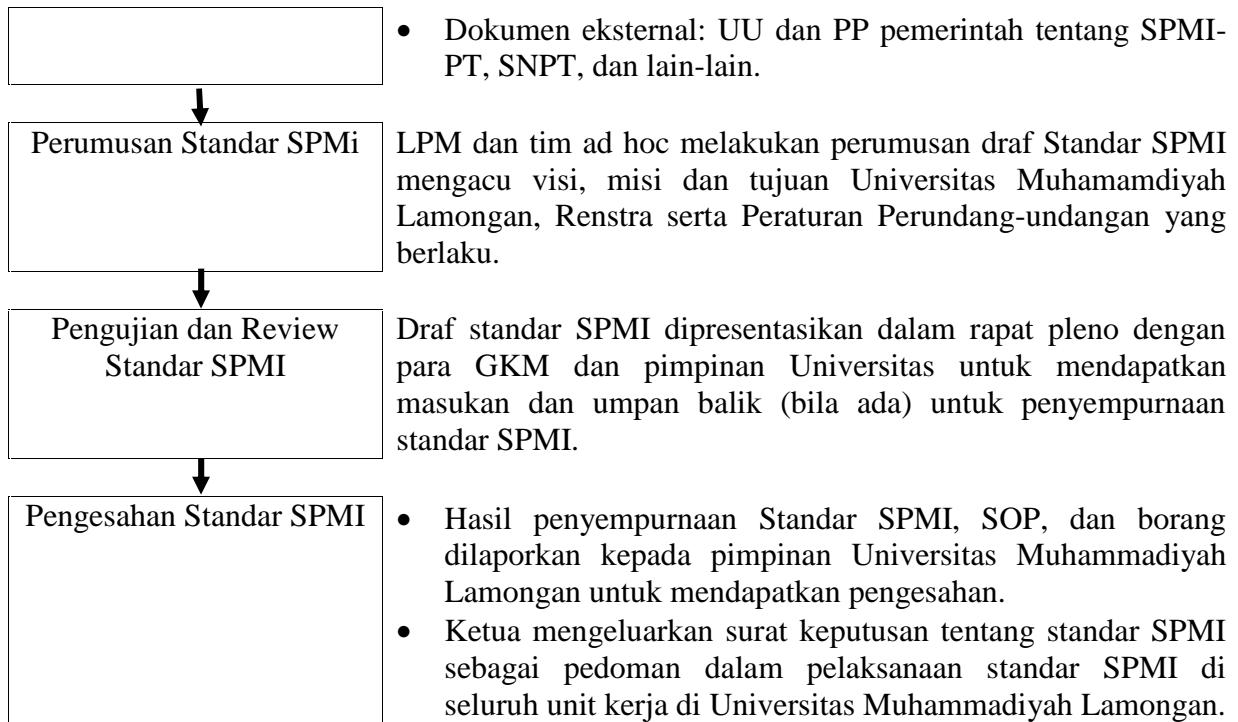 • Dokumen eksternal: UU dan PP pemerintah tentang SPMI-
PT, SNPT, dan lain-lain.
Perumusan Standar SPMi
LPM dan tim ad hoc melakukan perumusan draf Standar SPMI
mengacu visi, misi dan tujuan Universitas Muhamamdiyah
Lamongan, Renstra serta Peraturan Perundang-undangan yang
berlaku.
Pengujian dan Review
Standar SPMI
Draf standar SPMI dipresentasikan dalam rapat pleno dengan
para GKM dan pimpinan Universitas untuk mendapatkan
masukan dan umpan balik (bila ada) untuk penyempurnaan
standar SPMI.
Pengesahan Standar SPMI
• Hasil penyempurnaan Standar SPMI, SOP, dan borang
dilaporkan kepada pimpinan Universitas Muhammadiyah
Lamongan untuk mendapatkan pengesahan.
• Ketua mengeluarkan surat keputusan tentang standar SPMI
sebagai pedoman dalam pelaksanaan standar SPMI di
seluruh unit kerja di Universitas Muhammadiyah Lamongan.